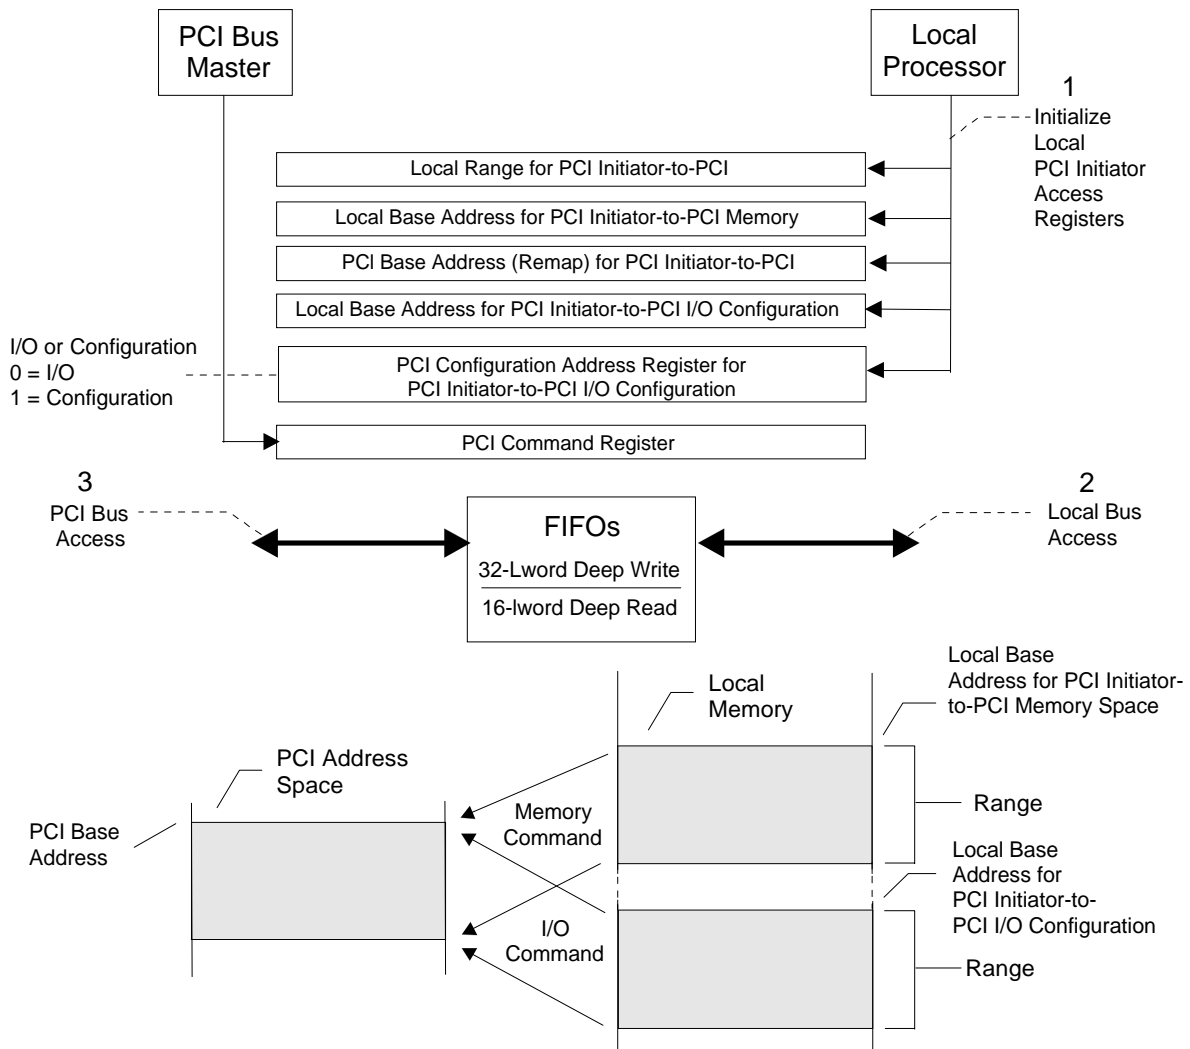 PCI Bus
Master
Local
Processor
1
Initialize
Local
PCI Initiator
Access
Registers
Local Range for PCI Initiator-to-PCI
Local Base Address for PCI Initiator-to-PCI Memory
PCI Base Address (Remap) for PCI Initiator-to-PCI
Local Base Address for PCI Initiator-to-PCI I/O Configuration
I/O or Configuration
0 = I/O
1 = Configuration
PCI Configuration Address Register for
PCI Initiator-to-PCI I/O Configuration
PCI Command Register
3
PCI Bus
Access
FIFOs
32-Lword Deep Write
16-lword Deep Read
2
Local Bus
Access
Local
Memory
Local Base
Address for PCI Initiator-
to-PCI Memory Space
PCI Address
Space
PCI Base
Address
Memory
Command
Range
Local Base
Address for
PCI Initiator-to-
PCI I/O Configuration
I/O
Command
Range